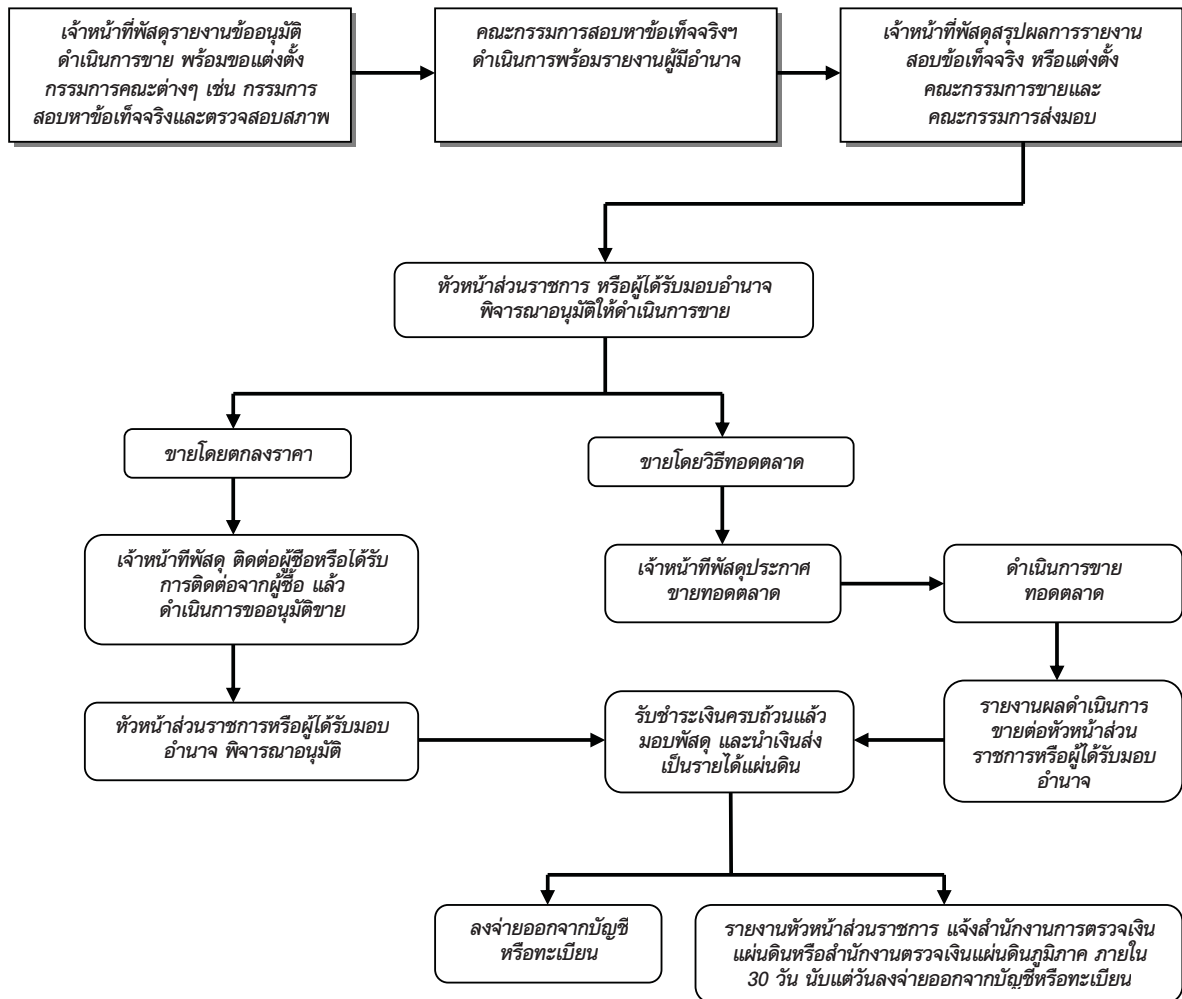 เจ้าหน้าที่พัสดุรายงานข้ออนุมัติ
ดำเนินการขาย พร้อมขอแต่งตั้ง
กรรมการคณะต่างๆ เช่น กรรมการ
สอบหาข้อเท็จจริงและตรวจสอบสภาพ
คณะกรรมการสอบหาข้อเท็จจริงฯ
ดำเนินการพร้อมรายงานผู้มีอำนาจ
เจ้าหน้าที่พัสดุสรุปผลการรายงาน
สอบข้อเท็จจริง หรือแต่งตั้ง
คณะกรรมการขายและ
คณะกรรมการส่งมอบ
หัวหน้าส่วนราชการ หรือผู้ได้รับมอบอำนาจ
พิจารณาอนุมัติให้ดำเนินการขาย
ขายโดยตกลงราคา
ขายโดยวิธีทอดตลาด
เจ้าหน้าทีพัสดุ ติดต่อผู้ซือหรือได้รับ
การติดต่อจากผู้ซื้อ แล้ว
ดำเนินการขออนุมัติขาย
เจ้าหน้าทีพัสดุประกาศ
ขายทอดตลาด
ดำเนินการขาย
ทอดตลาด
หัวหน้าส่วนราชการหรือผู้ได้รับมอบ
อำนาจ พิจารณาอนุมัติ
รับชำระเงินครบถ้วนแล้ว
มอบพัสดุ และนำเงินส่ง
เป็นรายได้แผ่นดิน
รายงานผลดำเนินการ
ขายต่อหัวหน้าส่วน
ราชการหรือผู้ได้รับมอบ
อำนาจ
ลงจ่ายออกจากบัญชี
หรือทะเบียน
รายงานหัวหน้าส่วนราชการ แจ้งสำนักงานการตรวจเงิน
แผ่นดินหรือสำนักงานตรวจเงินแผ่นดินภูมิภาค ภายใน
30 วัน นับแต่วันลงจ่ายออกจากบัญชีหรือทะเบียน